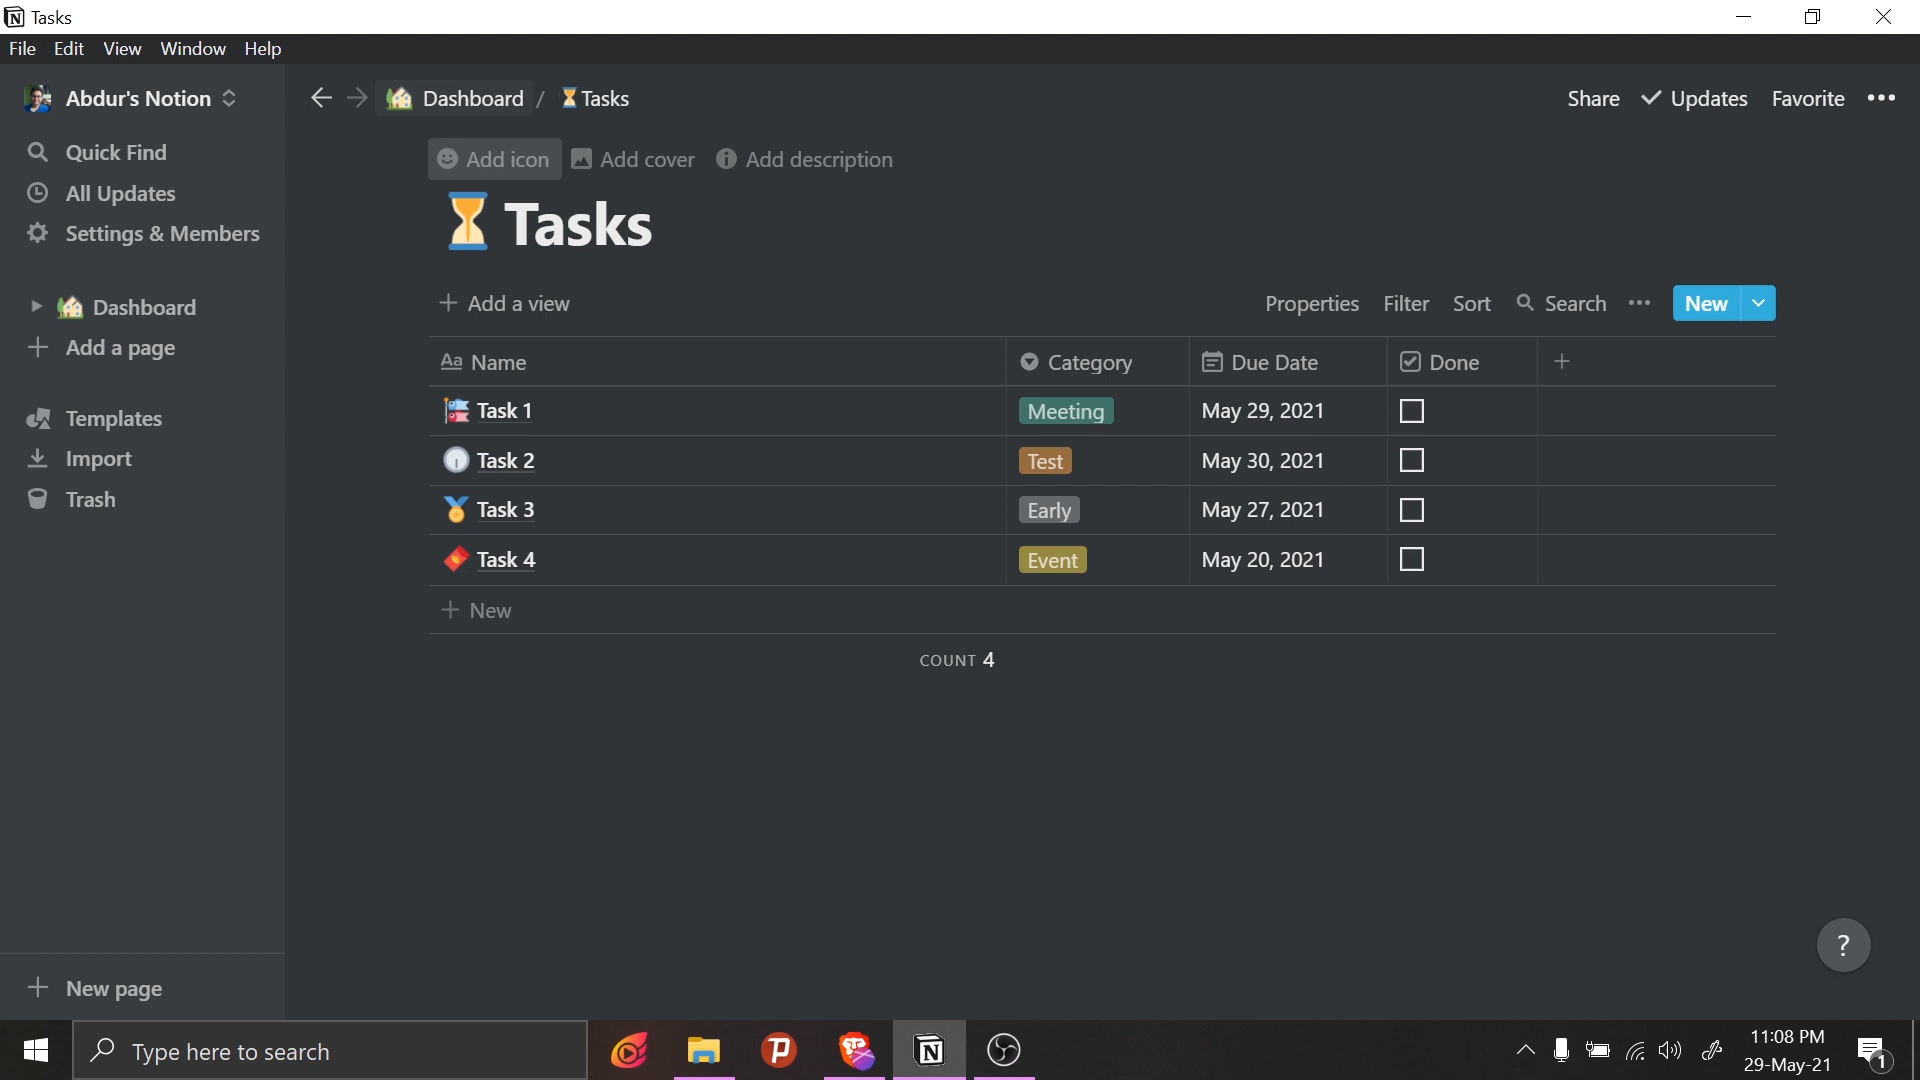 Tasks
File Edit View Window Help
Abdur's Notion
Dashboard / Tasks
Share Updates Favorite
Quick Find
All Updates
Settings & Members
Dashboard
Add a page
Templates
Import
Trash
New page
Add icon Add cover Add description
Tasks
Add a view
Properties Filter Sort Search New
Aa Name Category Due Date Done
Task 1 Meeting May 29, 2021
Task 2 Test May 30, 2021
Task 3 Early May 27, 2021
Task 4 Event May 20, 2021
New
COUNT 4
?
Type here to search
11:08 PM
29-May-21
1